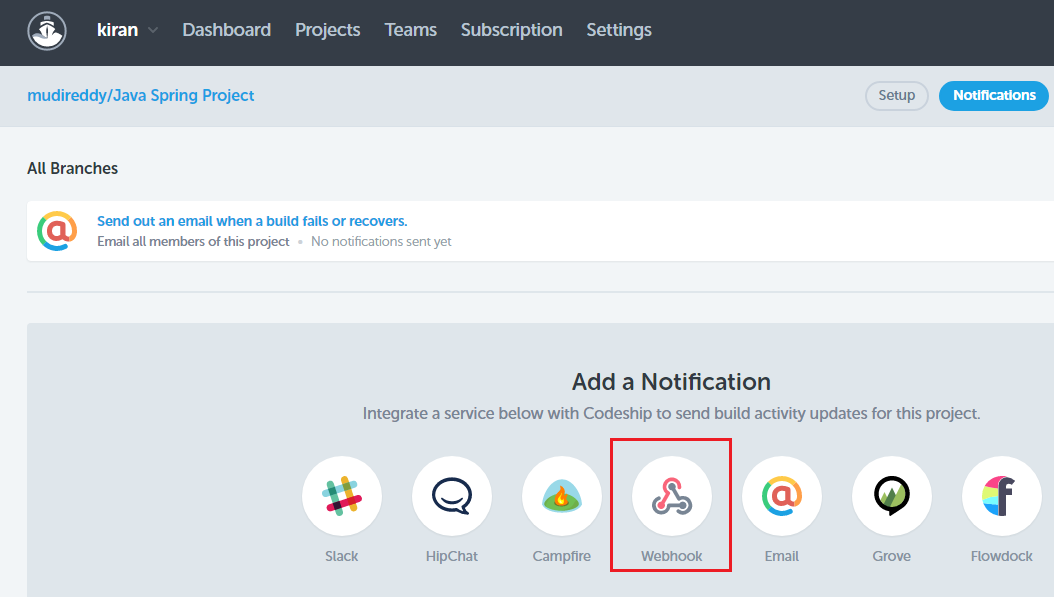 kiran Dashboard Projects Teams Subscription Settings
mudireddy/Java Spring Project Setup Notifications
All Branches
Send out an email when a build fails or recovers.
Email all members of this project • No notifications sent yet
Add a Notification
Integrate a service below with Codeship to send build activity updates for this project.
Slack HipChat Campfire Webhook Email Grove Flowdock